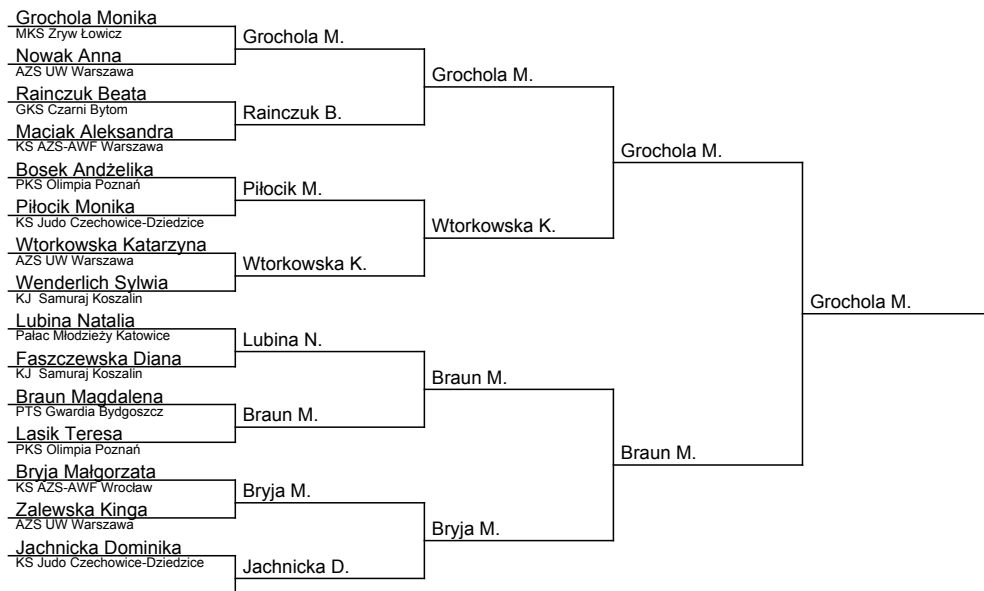 Grochola Monika
MKS Zryw Łowicz
Grochola M.
Nowak Anna
AZS UW Warszawa
Grochola M.
Rainczuk Beata
GKS Czarni Bytom
Rainczuk B.
Maciak Aleksandra
KS AZS-AWF Warszawa
Grochola M.
Bosek Andżelika
PKS Olimpia Poznań
Piłocik M.
Piłocik Monika
KS Judo Czechowice-Dziedzice
Wtorkowska K.
Wtorkowska Katarzyna
AZS UW Warszawa
Wtorkowska K.
Wenderlich Sylwia
KJ  Samuraj Koszalin
Grochola M.
Lubina Natalia
Pałac Młodzieży Katowice
Lubina N.
Faszczewska Diana
KJ  Samuraj Koszalin
Braun M.
Braun Magdalena
PTS Gwardia Bydgoszcz
Braun M.
Lasik Teresa
PKS Olimpia Poznań
Braun M.
Bryja Małgorzata
KS AZS-AWF Wrocław
Bryja M.
Zalewska Kinga
AZS UW Warszawa
Bryja M.
Jachnicka Dominika
KS Judo Czechowice-Dziedzice
Jachnicka D.